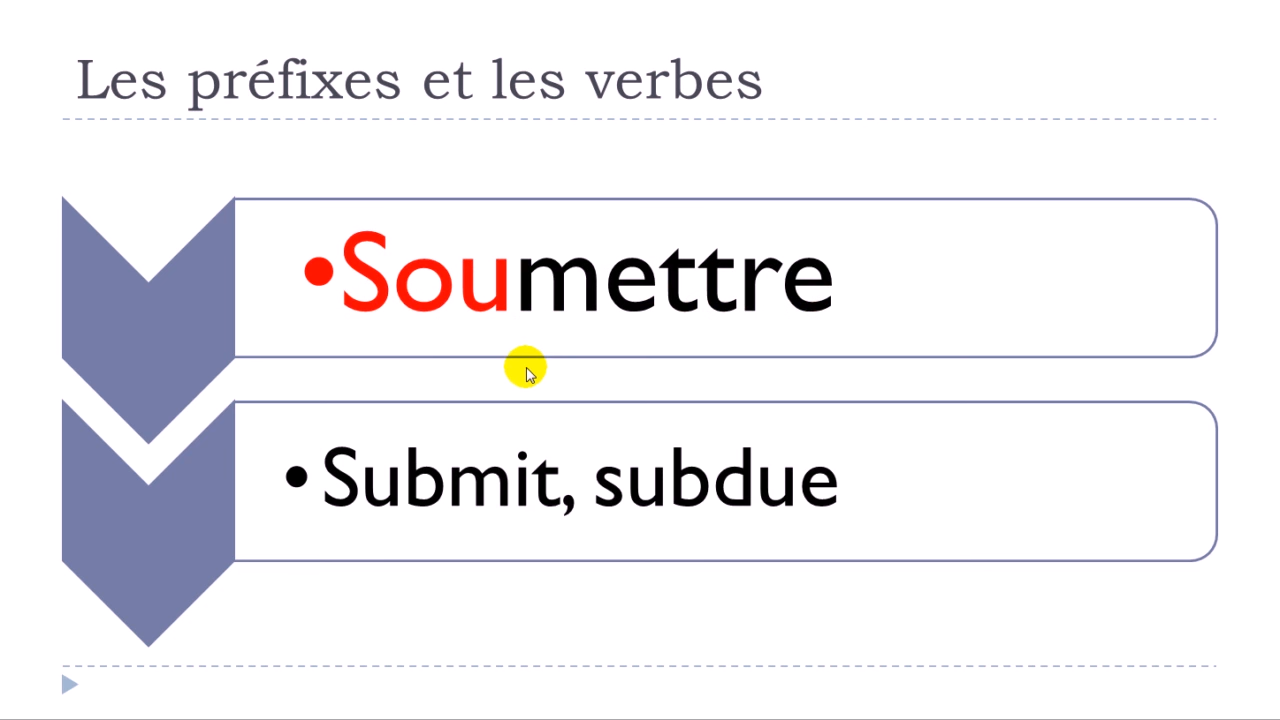 Les préfixes et les verbes
•Soumettre
• Submit, subdue